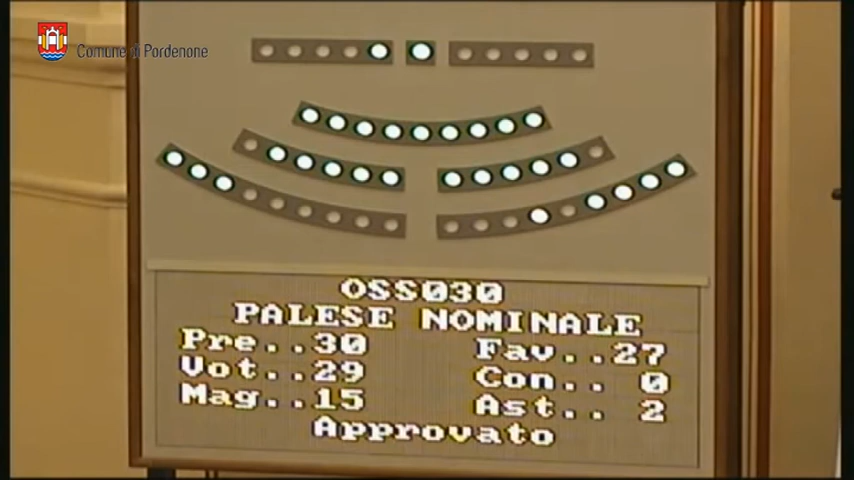 Comune di Pordenone
OSS030
PALESE NOMINALE
Pre..30 Fav..27
Vot..29 Con.. 0
Mag..15 Ast.. 2
Approvato